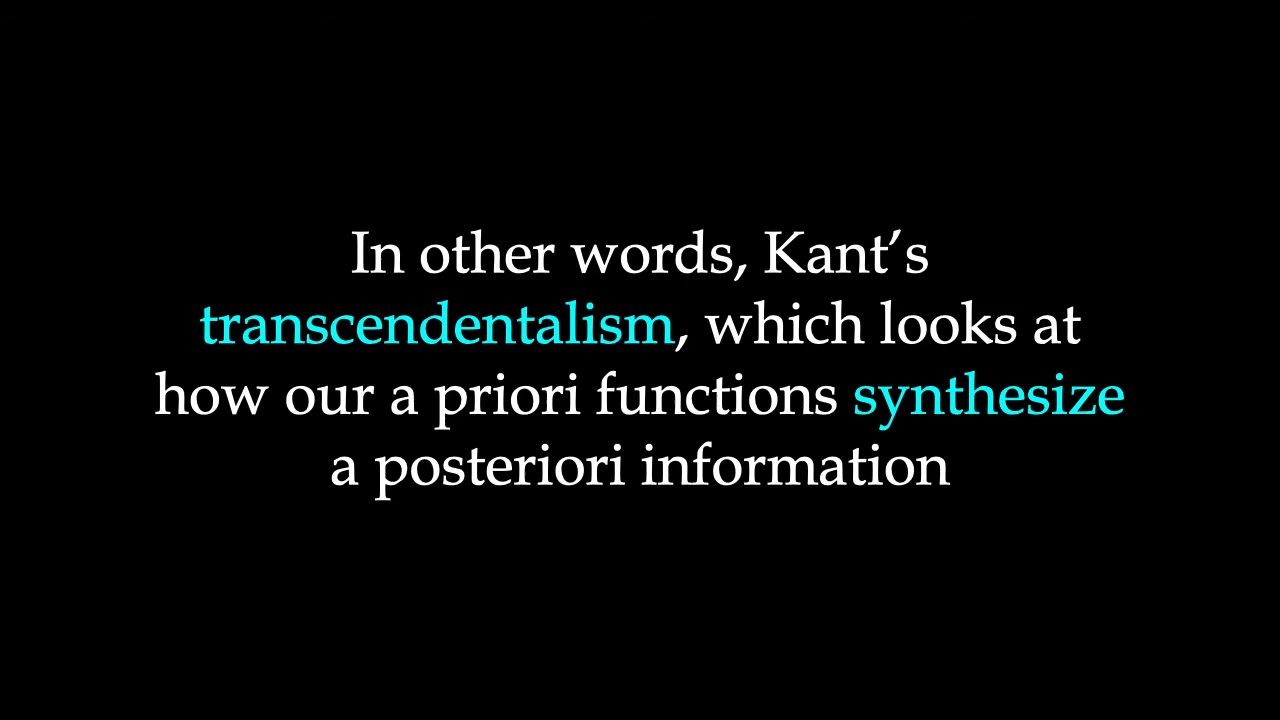 In other words, Kant’s
transcendentalism, which looks at
how our a priori functions synthesize
a posteriori information